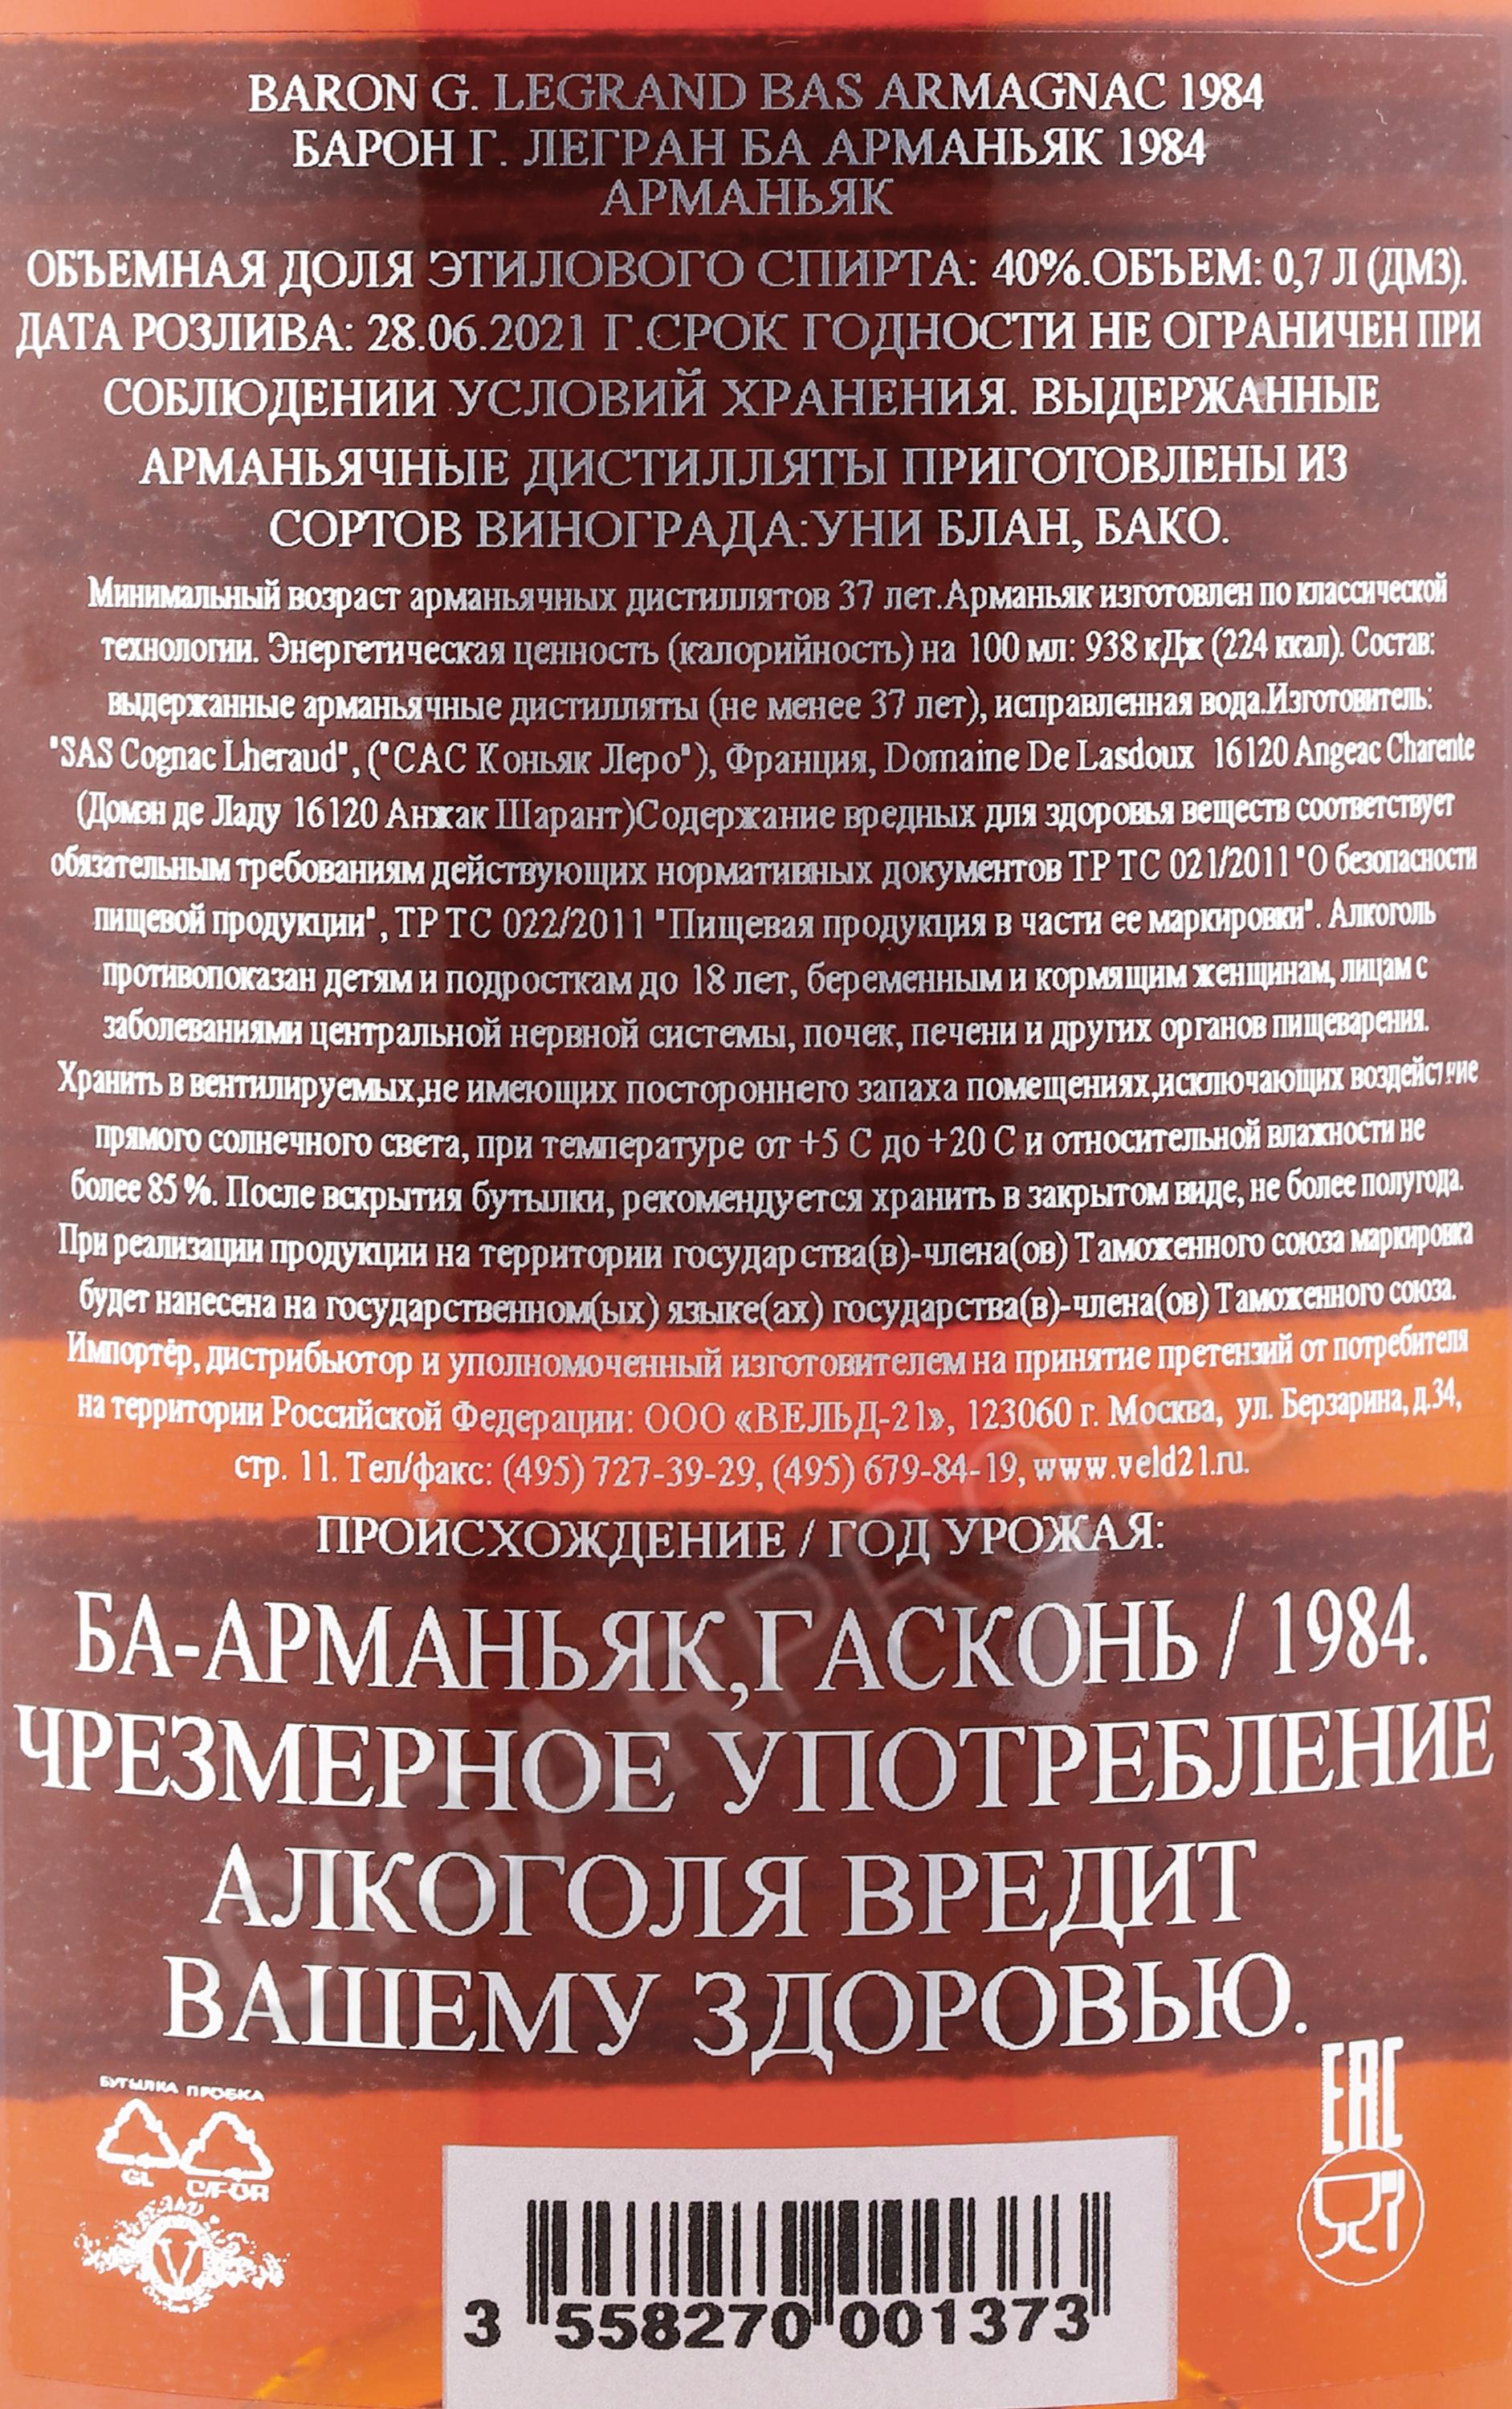 BARON G. LEGRAND BAS ARMAGNAC 1984
БАРОН Г. ЛЕГРАН БА АРМАНЬЯК 1984
АРМАНЬЯК
ОБЪЕМНАЯ ДОЛЯ ЭТИЛОВОГО СПИРТА: 40%.ОБЪЕМ: 0,7 Л (ДМ3).
ДАТА РОЗЛИВА: 28.06.2021 Г.СРОК ГОДНОСТИ НЕ ОГРАНИЧЕН ПРИ
СОБЛЮДЕНИИ УСЛОВИЙ ХРАНЕНИЯ. ВЫДЕРЖАННЫЕ
АРМАНЬЯЧНЫЕ ДИСТИЛЛЯТЫ ПРИГОТОВЛЕНЫ ИЗ
СОРТОВ ВИНОГРАДА:УНИ БЛАН, БАКО.
Минимальный возраст арманьячных дистиллятов 37 лет.Арманьяк изготовлен по классической
технологии. Энергетическая ценность (калорийность) на 100 мл: 938 кДж (224 ккал). Состав:
выдержанные арманьячные дистилляты (не менее 37 лет), исправленная вода.Изготовитель:
"SAS Cognac Lheraud", ("САС Коньяк Леро"), Франция, Domaine De Lasdoux 16120 Angeac Charente
(Домэн де Ладу 16120 Анжак Шарант)Содержание вредных для здоровья веществ соответствует
обязательным требованиям действующих нормативных документов ТР ТС 021/2011 "О безопасности
пищевой продукции", ТР ТС 022/2011 "Пищевая продукция в части ее маркировки". Алкоголь
противопоказан детям и подросткам до 18 лет, беременным и кормящим женщинам, лицам с
заболеваниями центральной нервной системы, почек, печени и других органов пищеварения.
Хранить в вентилируемых,не имеющих постороннего запаха помещениях,исключающих воздействие
прямого солнечного света, при температуре от +5 С до +20 С и относительной влажности не
более 85 %. После вскрытия бутылки, рекомендуется хранить в закрытом виде, не более полугода.
При реализации продукции на территории государства(в)-члена(ов) Таможенного союза маркировка
будет нанесена на государственном(ых) языке(ах) государства(в)-члена(ов) Таможенного союза.
Импортёр, дистрибьютор и уполномоченный изготовителем на принятие претензий от потребителя
на территории Российской Федерации: ООО «ВЕЛЬД-21», 123060 г. Москва, ул. Берзарина, д.34,
стр. 11. Тел/факс: (495) 727-39-29, (495) 679-84-19, www.veld21.ru.
ПРОИСХОЖДЕНИЕ / ГОД УРОЖАЯ:
БА-АРМАНЬЯК,ГАСКОНЬ / 1984.
ЧРЕЗМЕРНОЕ УПОТРЕБЛЕНИЕ
АЛКОГОЛЯ ВРЕДИТ
ВАШЕМУ ЗДОРОВЬЮ.
CIGARPRO.ru
EAC
БУТЫЛКА ПРОБКА
GL C/FOR
V
3 558270 001373